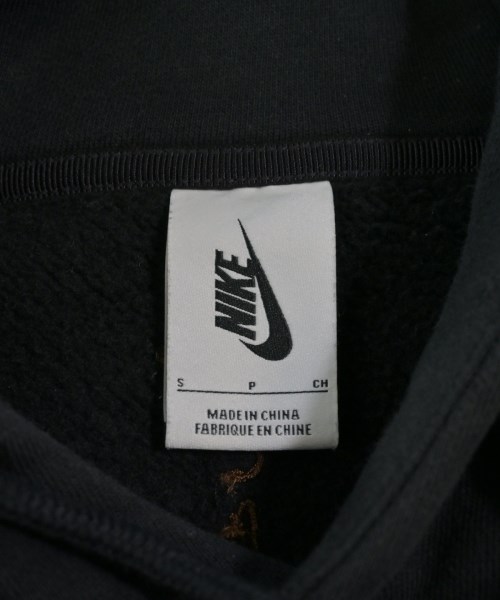 NIKE
S P CH
MADE IN CHINA
FABRIQUE EN CHINE